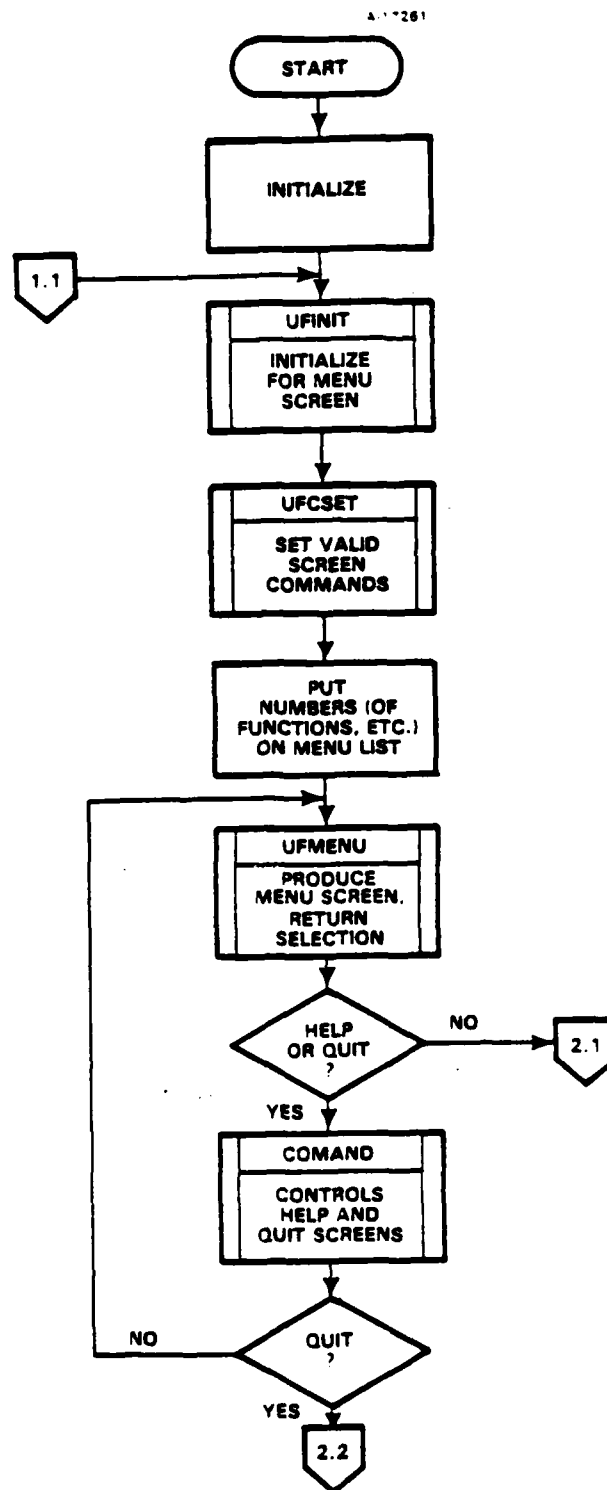 START
INITIALIZE
1.1
UFINIT
INITIALIZE
FOR MENU
SCREEN
UFCSET
SET VALID
SCREEN
COMMANDS
PUT
NUMBERS (OF
FUNCTIONS, ETC.)
ON MENU LIST
UFMENU
PRODUCE
MENU SCREEN,
RETURN
SELECTION
HELP
OR QUIT
?
NO
2.1
YES
COMAND
CONTROLS
HELP AND
QUIT SCREENS
QUIT
?
NO
YES
2.2